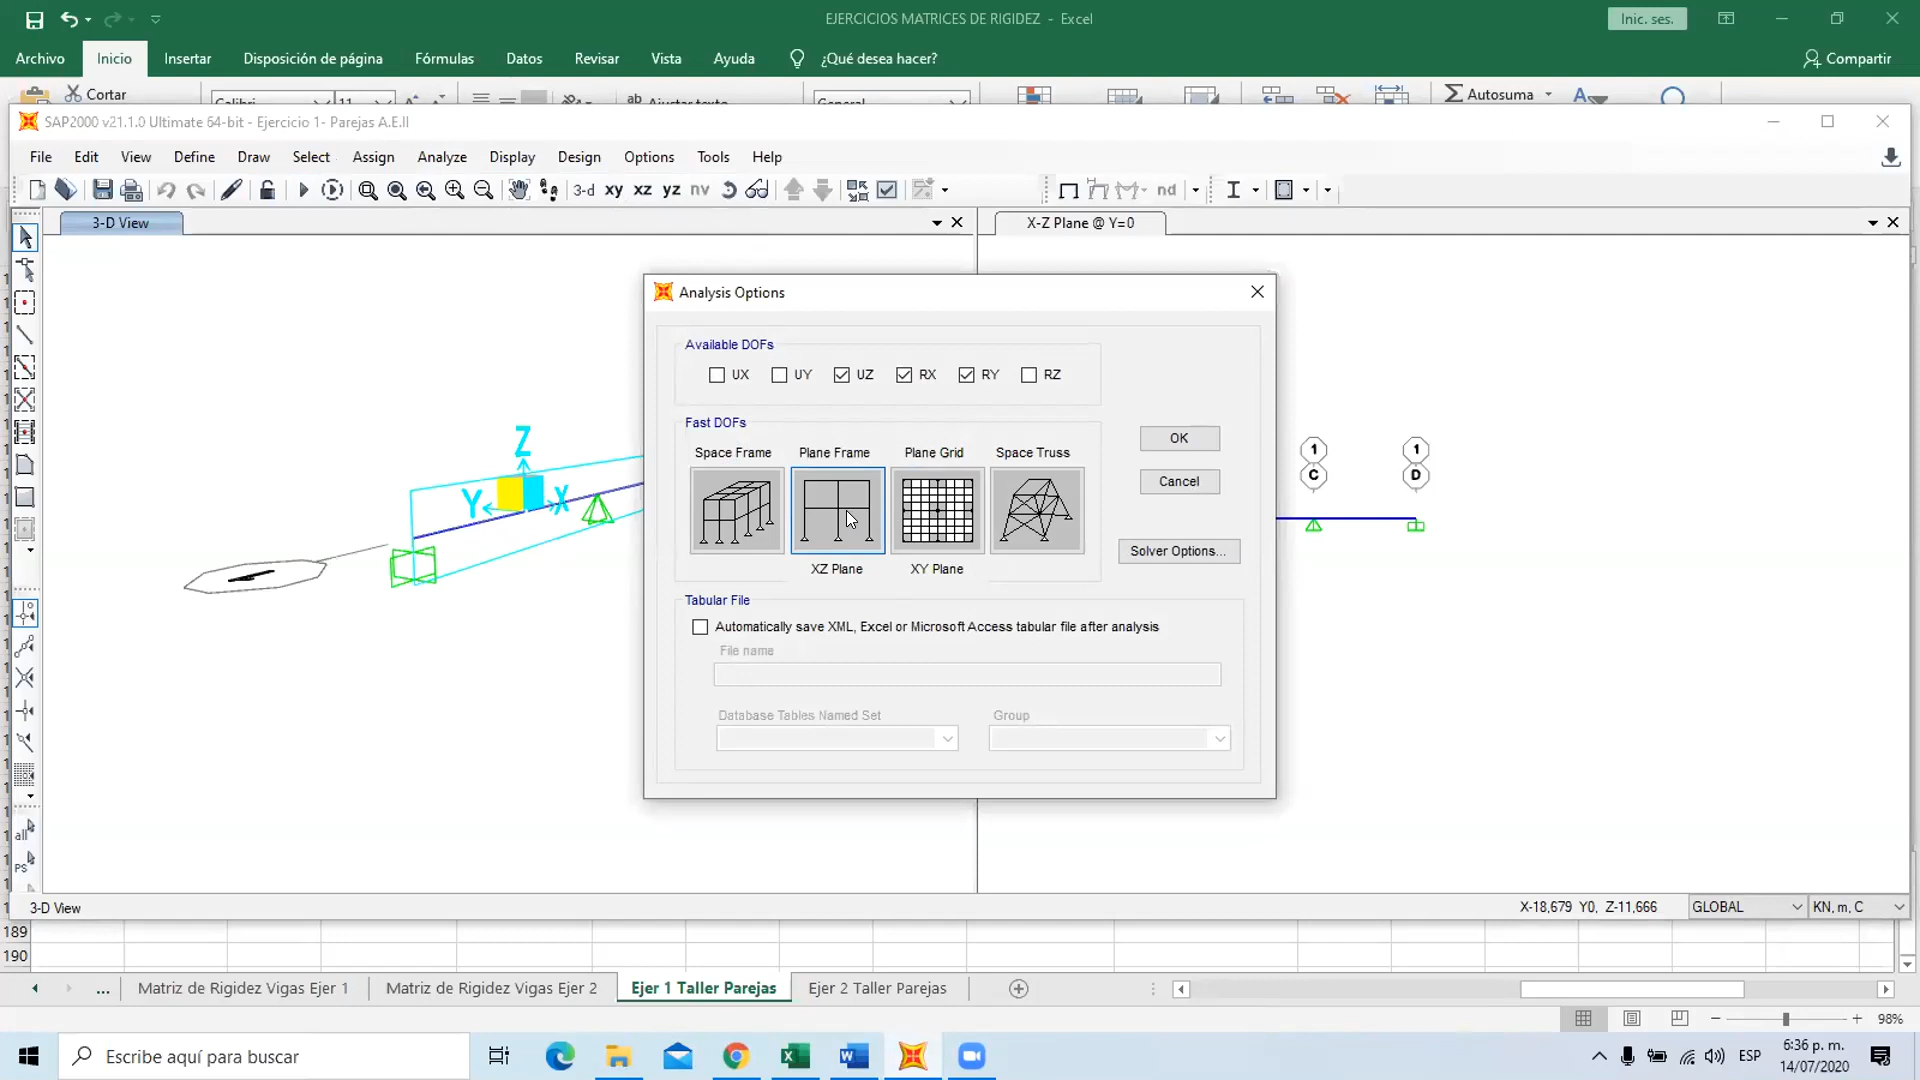 EJERCICIOS MATRICES DE RIGIDEZ - Excel
Inic. ses.
Archivo Inicio Insertar Disposición de página Fórmulas Datos Revisar Vista Ayuda ¿Qué desea hacer? Compartir
Cortar
Calibri 11 Ajustar texto General Autosuma
SAP2000 v21.1.0 Ultimate 64-bit - Ejercicio 1- Parejas A.E.II
File Edit View Define Draw Select Assign Analyze Display Design Options Tools Help
3-d xy xz yz nv nd
3-D View
X-Z Plane @ Y=0
Analysis Options
Available DOFs
UX UY UZ RX RY RZ
Fast DOFs
Space Frame Plane Frame Plane Grid Space Truss
OK
Cancel
Solver Options...
XZ Plane XY Plane
Tabular File
Automatically save XML, Excel or Microsoft Access tabular file after analysis
File name
Database Tables Named Set Group
Z
Y X
1 1
C D
all
PS
3-D View
X-18,679 Y0, Z-11,666 GLOBAL KN, m, C
189
190
... Matriz de Rigidez Vigas Ejer 1 Matriz de Rigidez Vigas Ejer 2 Ejer 1 Taller Parejas Ejer 2 Taller Parejas
98%
Escribe aquí para buscar
ESP
6:36 p. m.
14/07/2020